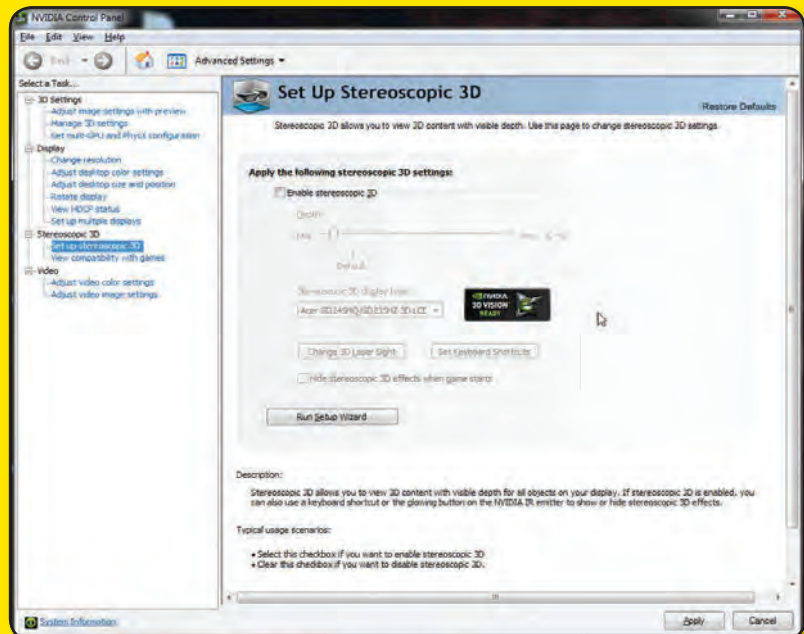 NVIDIA Control Panel
File Edit View Help
Back
Advanced Settings
Select a Task...
3D Settings
Adjust image settings with preview
Manage 3D settings
Set multi-GPU and PhysX configuration
Display
Change resolution
Adjust desktop color settings
Adjust desktop size and position
Rotate display
View HDCP status
Set up multiple displays
Stereoscopic 3D
Set up stereoscopic 3D
View compatibility with games
Video
Adjust video color settings
Adjust video image settings
System Information
Set Up Stereoscopic 3D
Restore Defaults
Stereoscopic 3D allows you to view 3D content with visible depth. Use this page to change stereoscopic 3D settings.
Apply the following stereoscopic 3D settings:
Enable stereoscopic 3D
Depth:
Default
Stereoscopic 3D display type:
Acer
NVIDIA
3D VISION
READY
Change 3D Laser Sight
Set Keyboard Shortcuts
Hide stereoscopic 3D effects when game starts
Run Setup Wizard
Description:
Stereoscopic 3D allows you to view 3D content with visible depth for all objects on your display. If stereoscopic 3D is enabled, you
can also use a keyboard shortcut or the glowing button on the NVIDIA IR emitter to show or hide stereoscopic 3D effects.
Typical usage scenarios:
• Select this checkbox if you want to enable stereoscopic 3D
• Clear this checkbox if you want to disable stereoscopic 3D.
Apply
Cancel